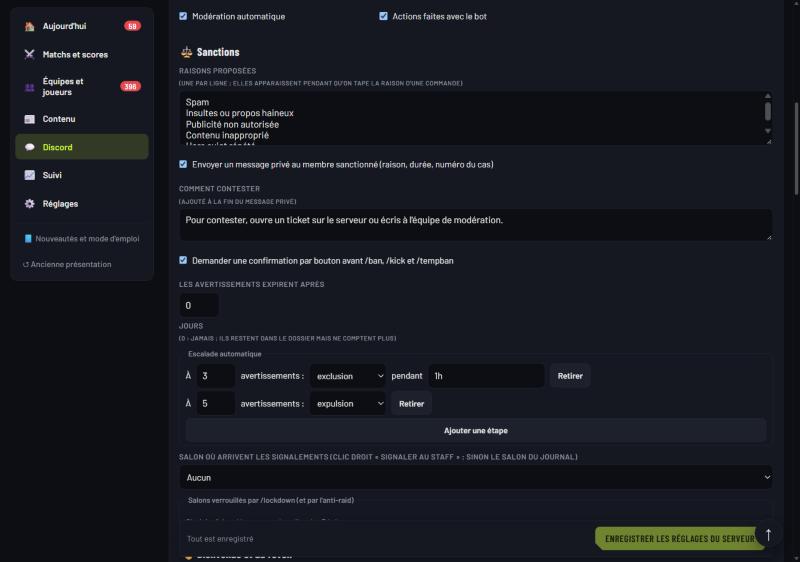 Aujourd'hui
59
Matchs et scores
Équipes et
joueurs
398
Contenu
Discord
Suivi
Réglages
Nouveautés et mode d'emploi
↺ Ancienne présentation
Modération automatique
Actions faites avec le bot
Sanctions
RAISONS PROPOSÉES
(UNE PAR LIGNE : ELLES APPARAISSENT PENDANT QU'ON TAPE LA RAISON D'UNE COMMANDE)
Spam
Insultes ou propos haineux
Publicité non autorisée
Contenu inapproprié
Envoyer un message privé au membre sanctionné (raison, durée, numéro du cas)
COMMENT CONTESTER
(AJOUTÉ À LA FIN DU MESSAGE PRIVÉ)
Pour contester, ouvre un ticket sur le serveur ou écris à l'équipe de modération.
Demander une confirmation par bouton avant /ban, /kick et /tempban
LES AVERTISSEMENTS EXPIRENT APRÈS
0
JOURS
(0 : JAMAIS ; ILS RESTENT DANS LE DOSSIER MAIS NE COMPTENT PLUS)
Escalade automatique
À 3 avertissements : exclusion pendant 1h Retirer
À 5 avertissements : expulsion Retirer
Ajouter une étape
SALON OÙ ARRIVENT LES SIGNALEMENTS (CLIC DROIT « SIGNALER AU STAFF » : SINON LE SALON DU JOURNAL)
Aucun
Salons verrouillés par /lockdown (et par l'anti-raid)
Tout est enregistré
ENREGISTRER LES RÉGLAGES DU SERVEUR
↑